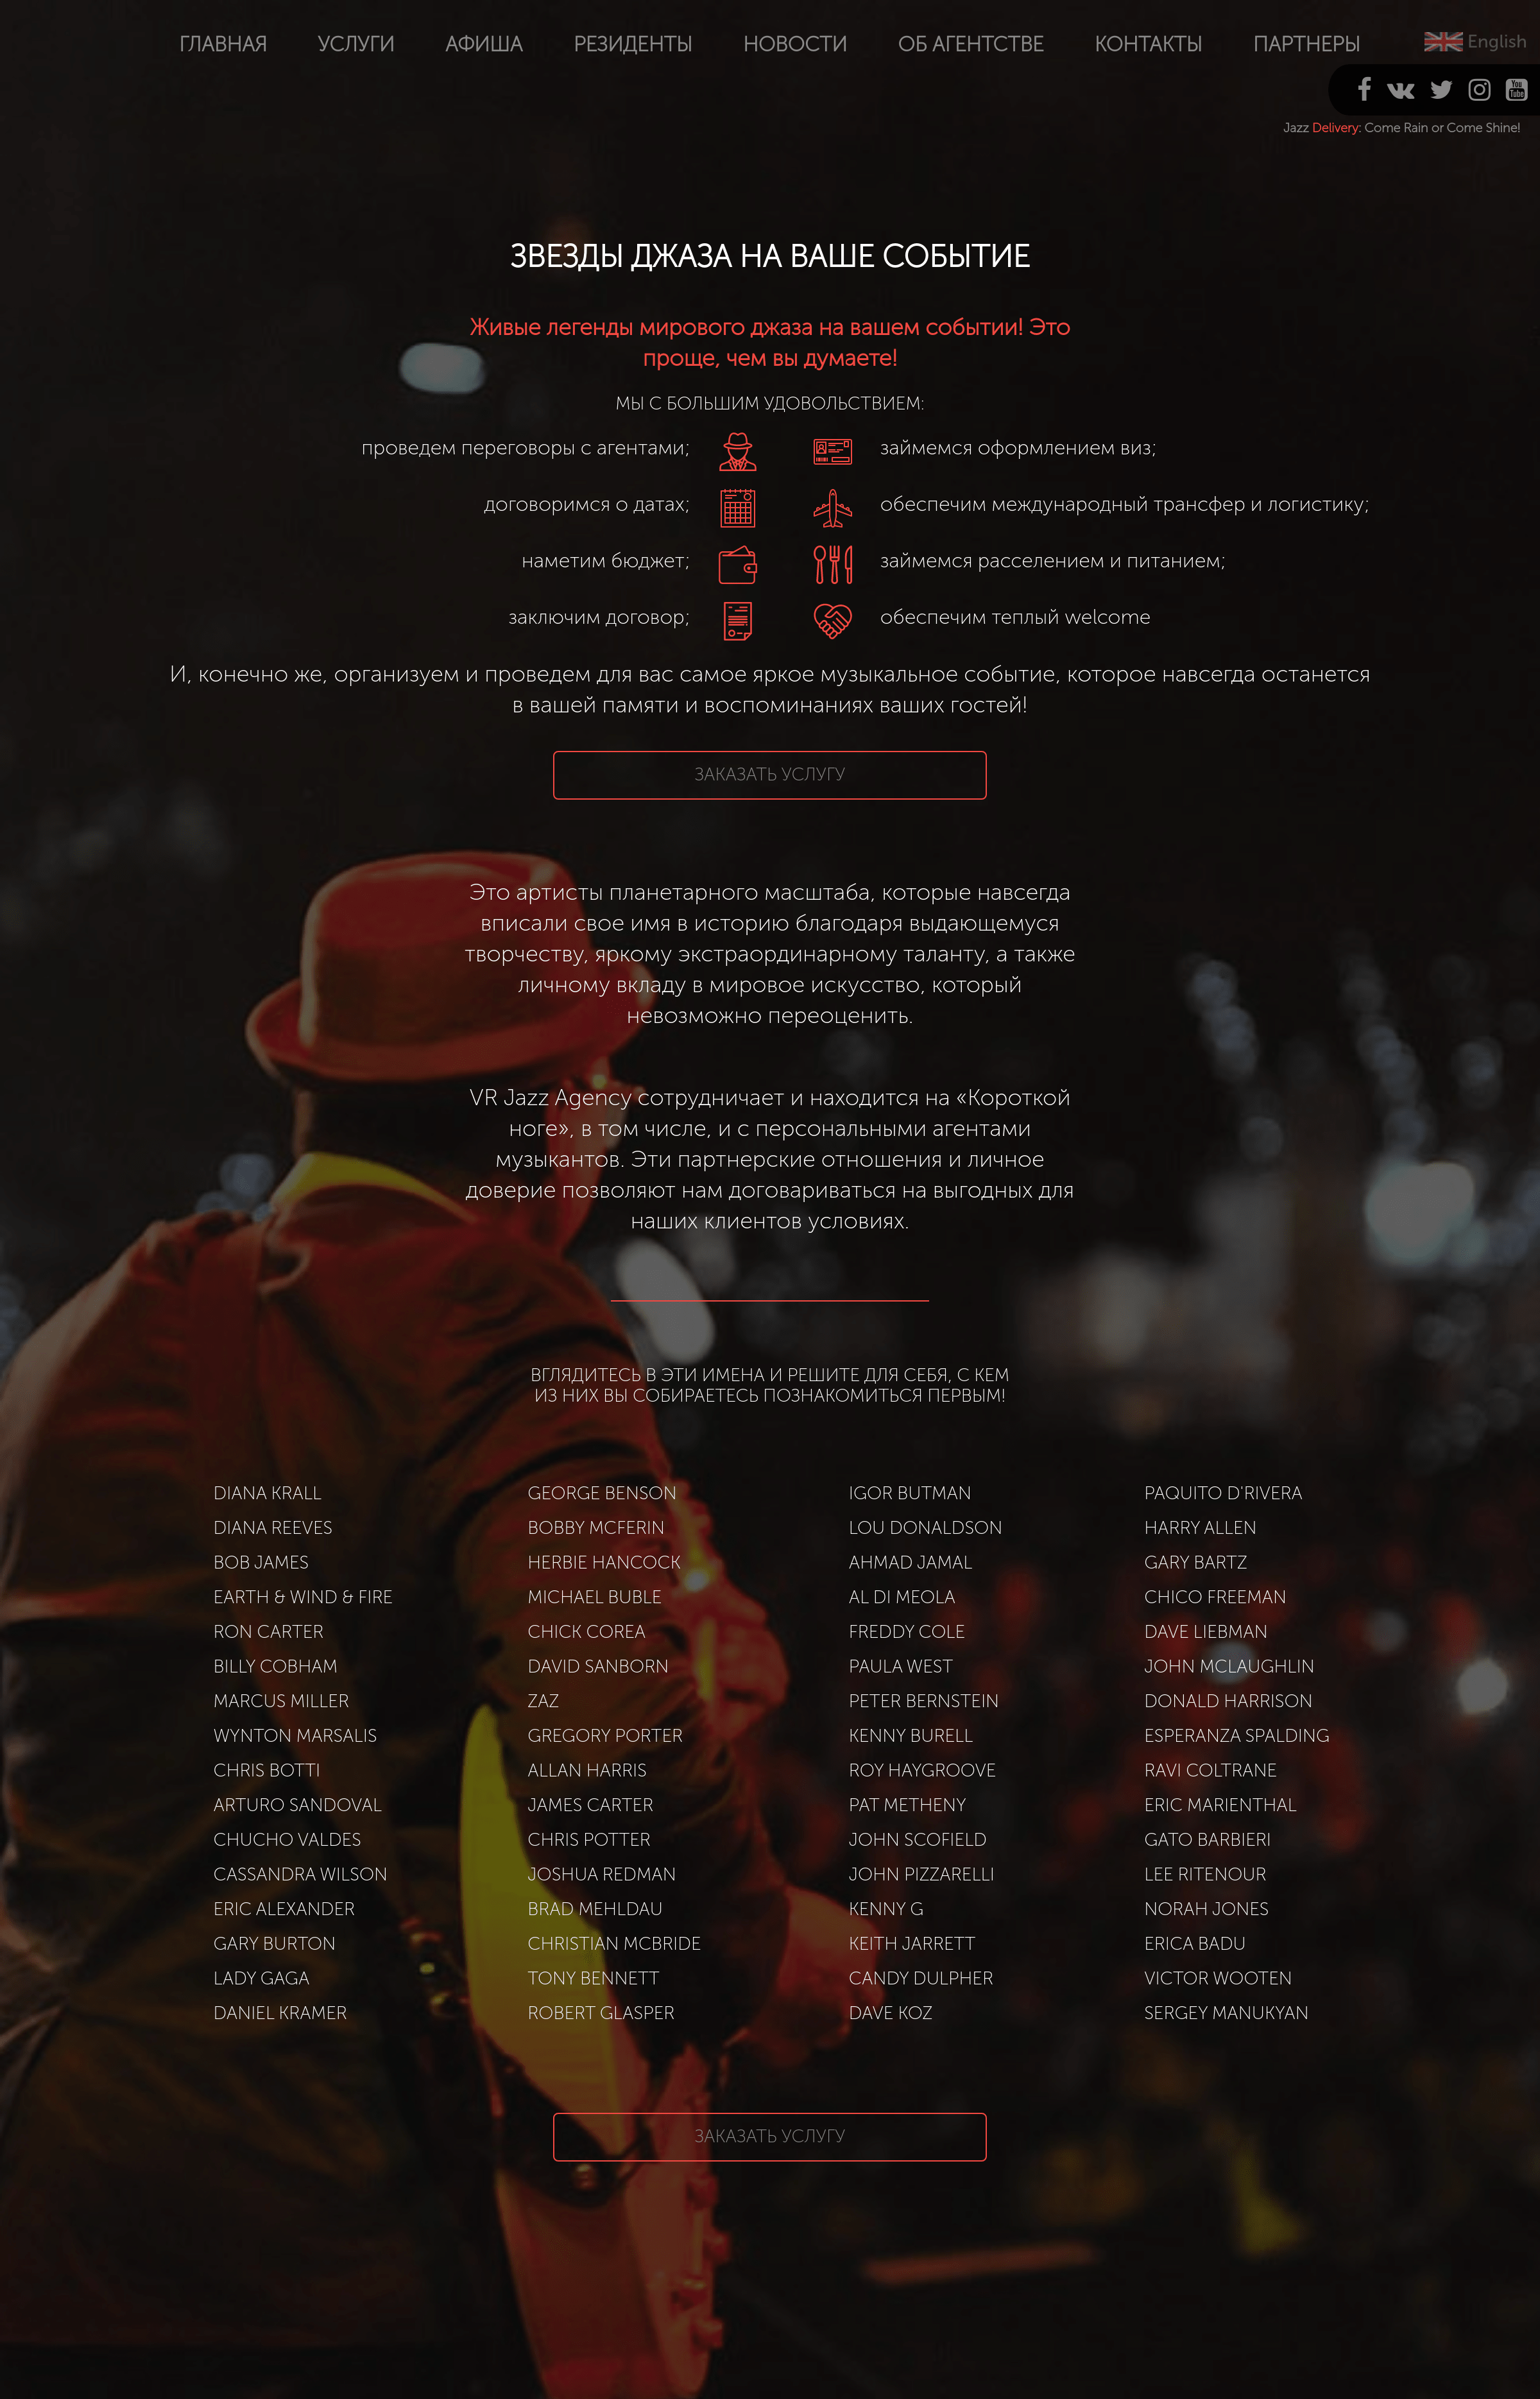 ГЛАВНАЯ УСЛУГИ АФИША РЕЗИДЕНТЫ НОВОСТИ ОБ АГЕНТСТВЕ КОНТАКТЫ ПАРТНЕРЫ English
You Tube
Jazz Delivery: Come Rain or Come Shine!
ЗВЕЗДЫ ДЖАЗА НА ВАШЕ СОБЫТИЕ
Живые легенды мирового джаза на вашем событии! Это
проще, чем вы думаете!
МЫ С БОЛЬШИМ УДОВОЛЬСТВИЕМ:
проведем переговоры с агентами; займемся оформлением виз;
договоримся о датах; обеспечим международный трансфер и логистику;
наметим бюджет; займемся расселением и питанием;
заключим договор; обеспечим теплый welcome
И, конечно же, организуем и проведем для вас самое яркое музыкальное событие, которое навсегда останется
в вашей памяти и воспоминаниях ваших гостей!
ЗАКАЗАТЬ УСЛУГУ
Это артисты планетарного масштаба, которые навсегда
вписали свое имя в историю благодаря выдающемуся
творчеству, яркому экстраординарному таланту, а также
личному вкладу в мировое искусство, который
невозможно переоценить.
VR Jazz Agency сотрудничает и находится на «Короткой
ноге», в том числе, и с персональными агентами
музыкантов. Эти партнерские отношения и личное
доверие позволяют нам договариваться на выгодных для
наших клиентов условиях.
ВГЛЯДИТЕСЬ В ЭТИ ИМЕНА И РЕШИТЕ ДЛЯ СЕБЯ, С КЕМ
ИЗ НИХ ВЫ СОБИРАЕТЕСЬ ПОЗНАКОМИТЬСЯ ПЕРВЫМ!
DIANA KRALL GEORGE BENSON IGOR BUTMAN PAQUITO D'RIVERA
DIANA REEVES BOBBY MCFERIN LOU DONALDSON HARRY ALLEN
BOB JAMES HERBIE HANCOCK AHMAD JAMAL GARY BARTZ
EARTH & WIND & FIRE MICHAEL BUBLE AL DI MEOLA CHICO FREEMAN
RON CARTER CHICK COREA FREDDY COLE DAVE LIEBMAN
BILLY COBHAM DAVID SANBORN PAULA WEST JOHN MCLAUGHLIN
MARCUS MILLER ZAZ PETER BERNSTEIN DONALD HARRISON
WYNTON MARSALIS GREGORY PORTER KENNY BURELL ESPERANZA SPALDING
CHRIS BOTTI ALLAN HARRIS ROY HAYGROOVE RAVI COLTRANE
ARTURO SANDOVAL JAMES CARTER PAT METHENY ERIC MARIENTHAL
CHUCHO VALDES CHRIS POTTER JOHN SCOFIELD GATO BARBIERI
CASSANDRA WILSON JOSHUA REDMAN JOHN PIZZARELLI LEE RITENOUR
ERIC ALEXANDER BRAD MEHLDAU KENNY G NORAH JONES
GARY BURTON CHRISTIAN MCBRIDE KEITH JARRETT ERICA BADU
LADY GAGA TONY BENNETT CANDY DULPHER VICTOR WOOTEN
DANIEL KRAMER ROBERT GLASPER DAVE KOZ SERGEY MANUKYAN
ЗАКАЗАТЬ УСЛУГУ